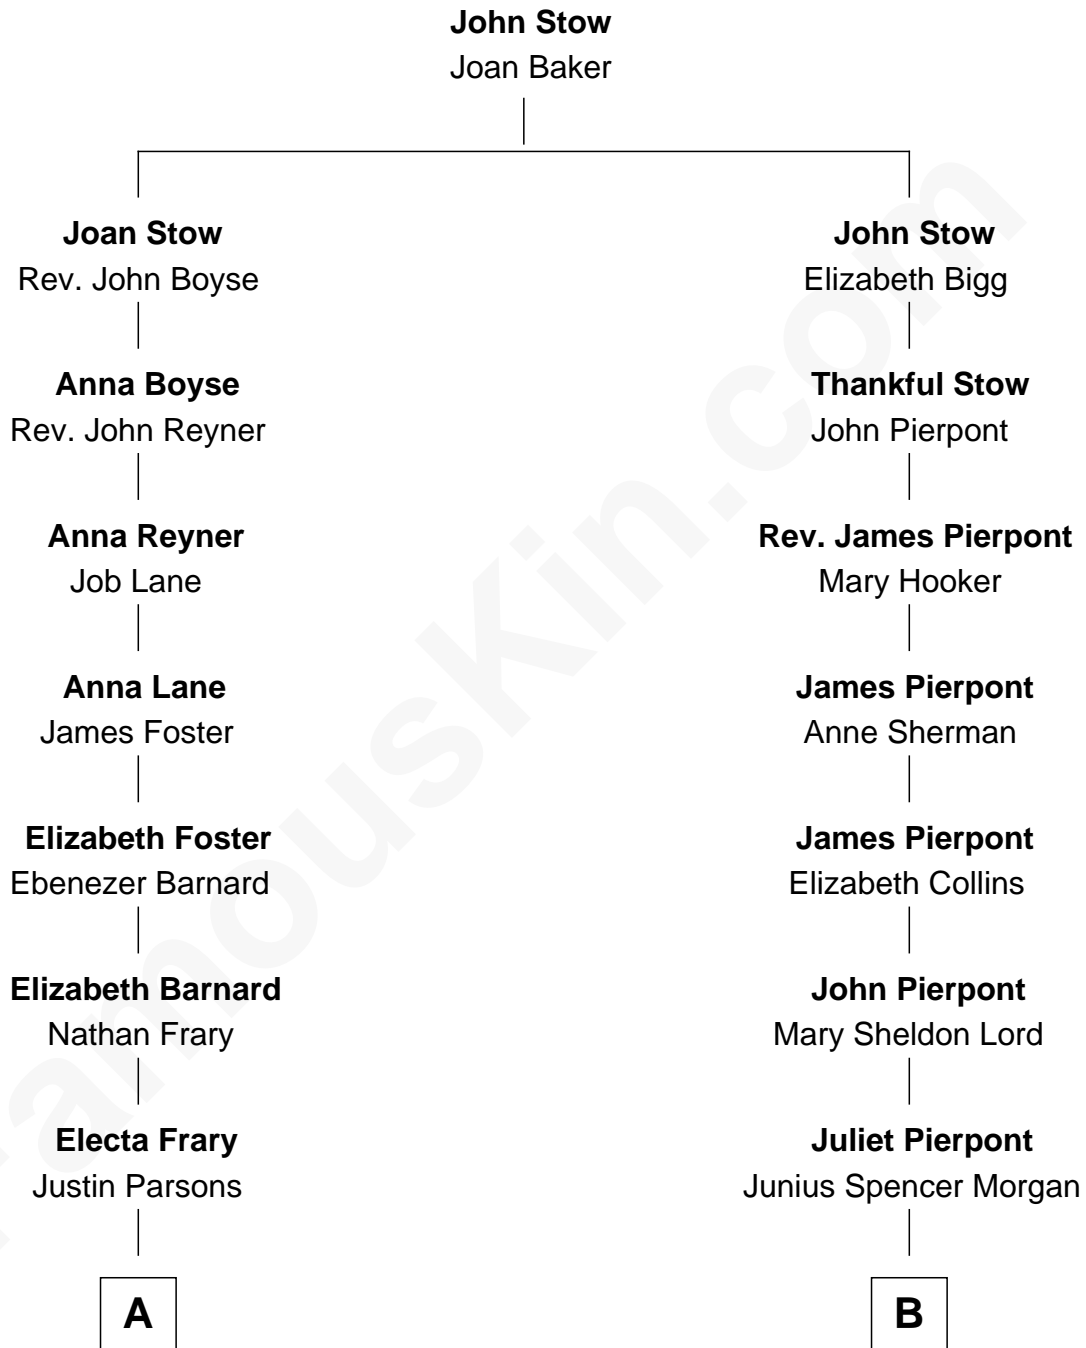 John Stow
Joan Baker
Joan Stow
Rev. John Boyse
John Stow
Elizabeth Bigg
Anna Boyse
Rev. John Reyner
Thankful Stow
John Pierpont
Anna Reyner
Job Lane
Rev. James Pierpont
Mary Hooker
Anna Lane
James Foster
James Pierpont
Anne Sherman
Elizabeth Foster
Ebenezer Barnard
James Pierpont
Elizabeth Collins
Elizabeth Barnard
Nathan Frary
John Pierpont
Mary Sheldon Lord
Electa Frary
Justin Parsons
Juliet Pierpont
Junius Spencer Morgan
A
B
FamousKin.com